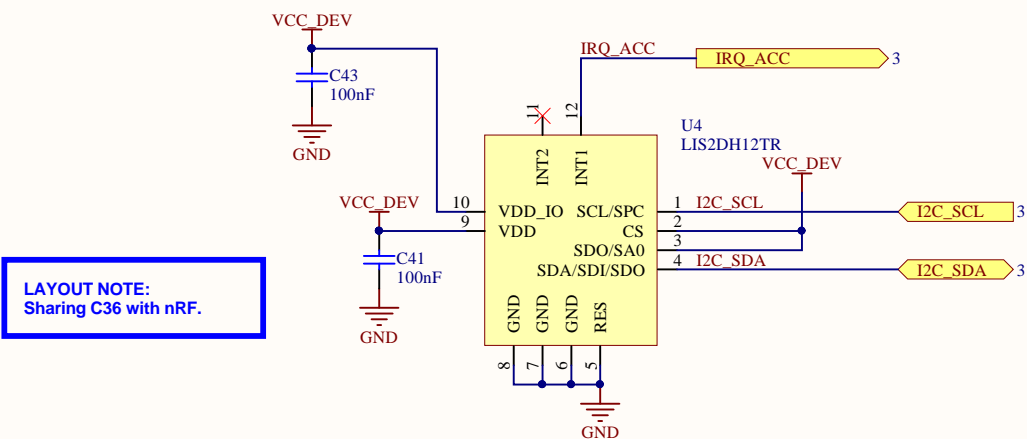 VCC_DEV
C43
100nF
GND
IRQ_ACC
IRQ_ACC
3
11
12
INT2
INT1
U4
LIS2DH12TR
VCC_DEV
VCC_DEV
10
VDD_IO
SCL/SPC
1
I2C_SCL
I2C_SCL
3
9
VDD
CS
2
SDO/SA0
3
SDA/SDI/SDO
4
I2C_SDA
I2C_SDA
3
C41
100nF
GND
LAYOUT NOTE:
Sharing C36 with nRF.
GND
GND
GND
RES
8
7
6
5
GND